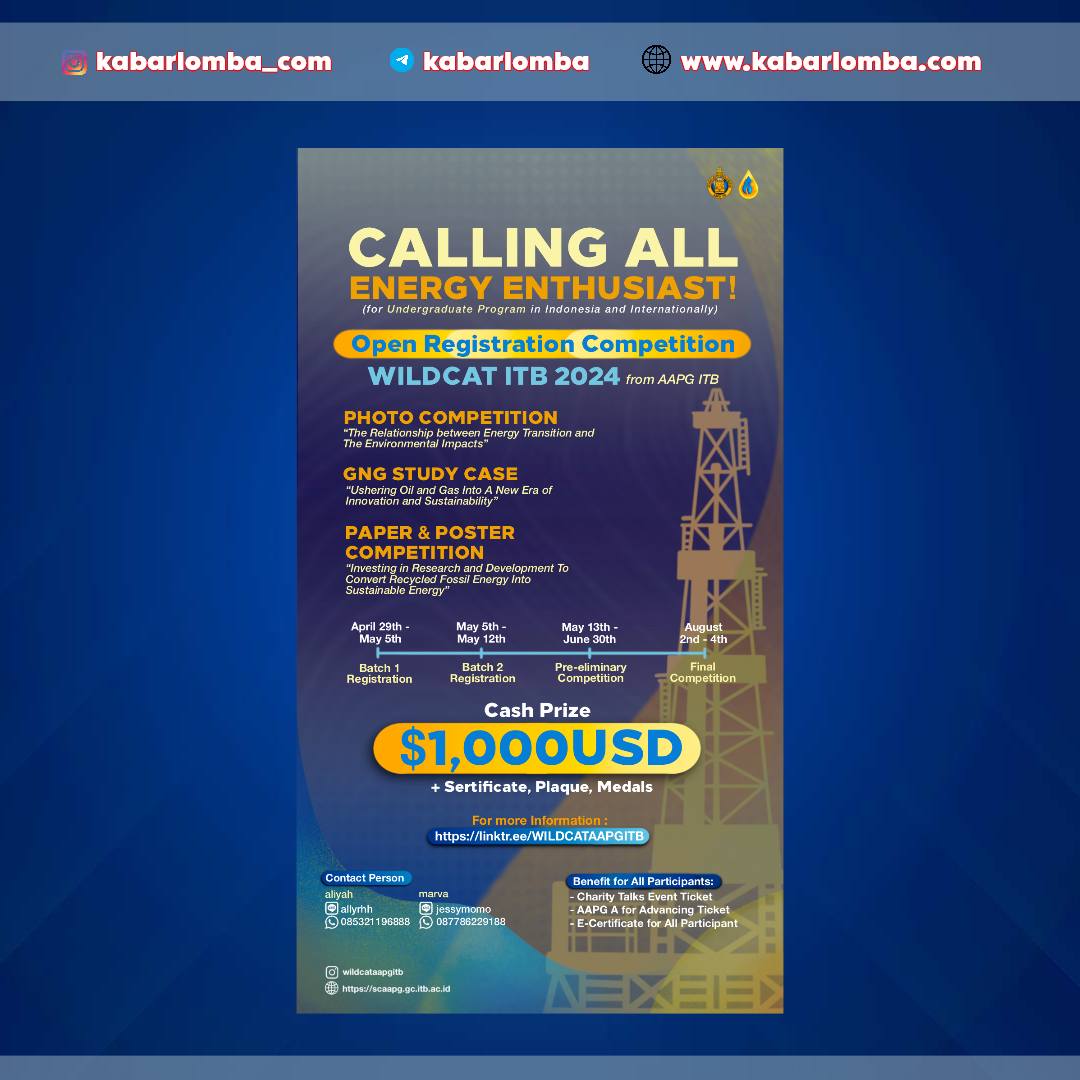 kabarlomba_com
kabarlomba
www.kabarlomba.com
CALLING ALL
ENERGY ENTHUSIAST!
(for Undergraduate Program in Indonesia and Internationally)
Open Registration Competition
WILDCAT ITB 2024 from AAPG ITB
PHOTO COMPETITION
"The Relationship between Energy Transition and
The Environmental Impacts"
GNG STUDY CASE
"Ushering Oil and Gas Into A New Era of
Innovation and Sustainability"
PAPER & POSTER
COMPETITION
"Investing in Research and Development To
Convert Recycled Fossil Energy Into
Sustainable Energy"
April 29th -
May 5th
Batch 1
Registration
May 5th -
May 12th
Batch 2
Registration
May 13th -
June 30th
Pre-eliminary
Competition
August
2nd - 4th
Final
Competition
Cash Prize
$1,000USD
+ Sertificate, Plaque, Medals
For more Information :
https://linktr.ee/WILDCATAAPGITB
Contact Person
aliyah
allyrhh
085321196888
marva
jessymomo
087786229188
Benefit for All Participants:
- Charity Talks Event Ticket
- AAPG A for Advancing Ticket
- E-Certificate for All Participant
wildcataapgitb
https://scaapg.gc.itb.ac.id